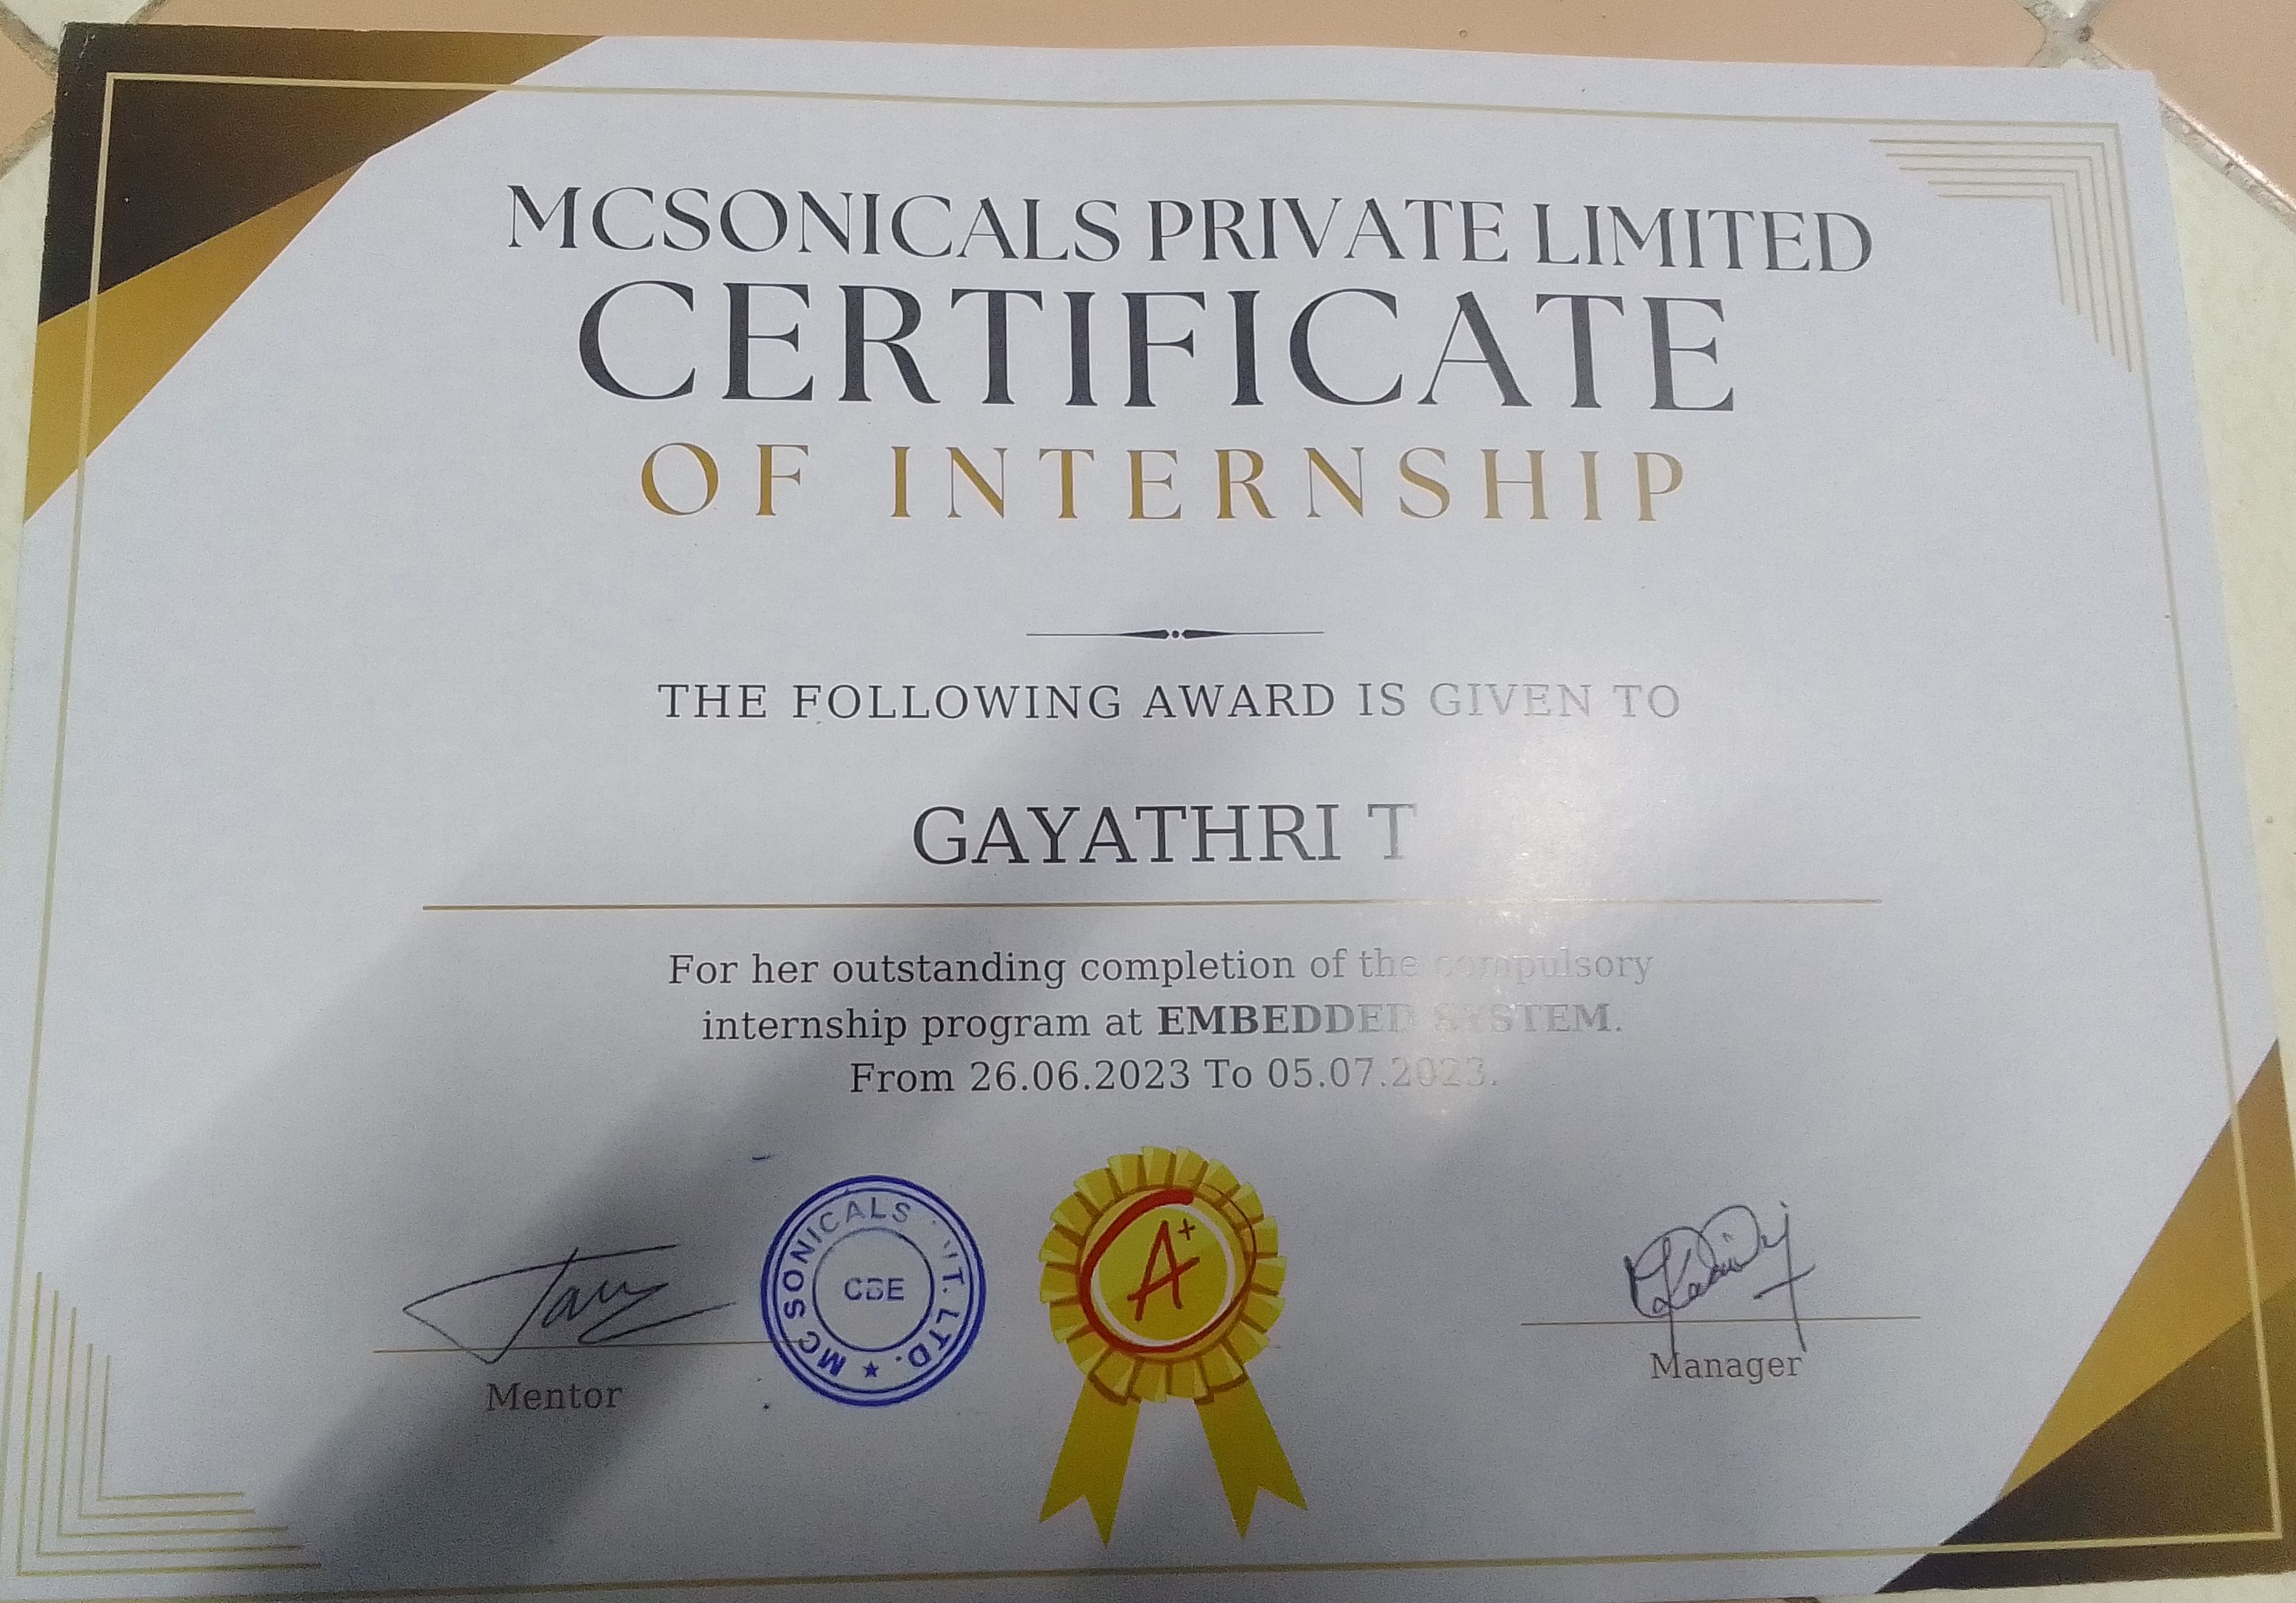 MCSONICALS PRIVATE LIMITED
CERTIFICATE
OF INTERNSHIP
THE FOLLOWING AWARD IS GIVEN TO
GAYATHRI T
For her outstanding completion of the compulsory
internship program at EMBEDDED SYSTEM.
From 26.06.2023 To 05.07.2023.
MC SONICALS LTD.
CBE
A+
Mentor
Manager